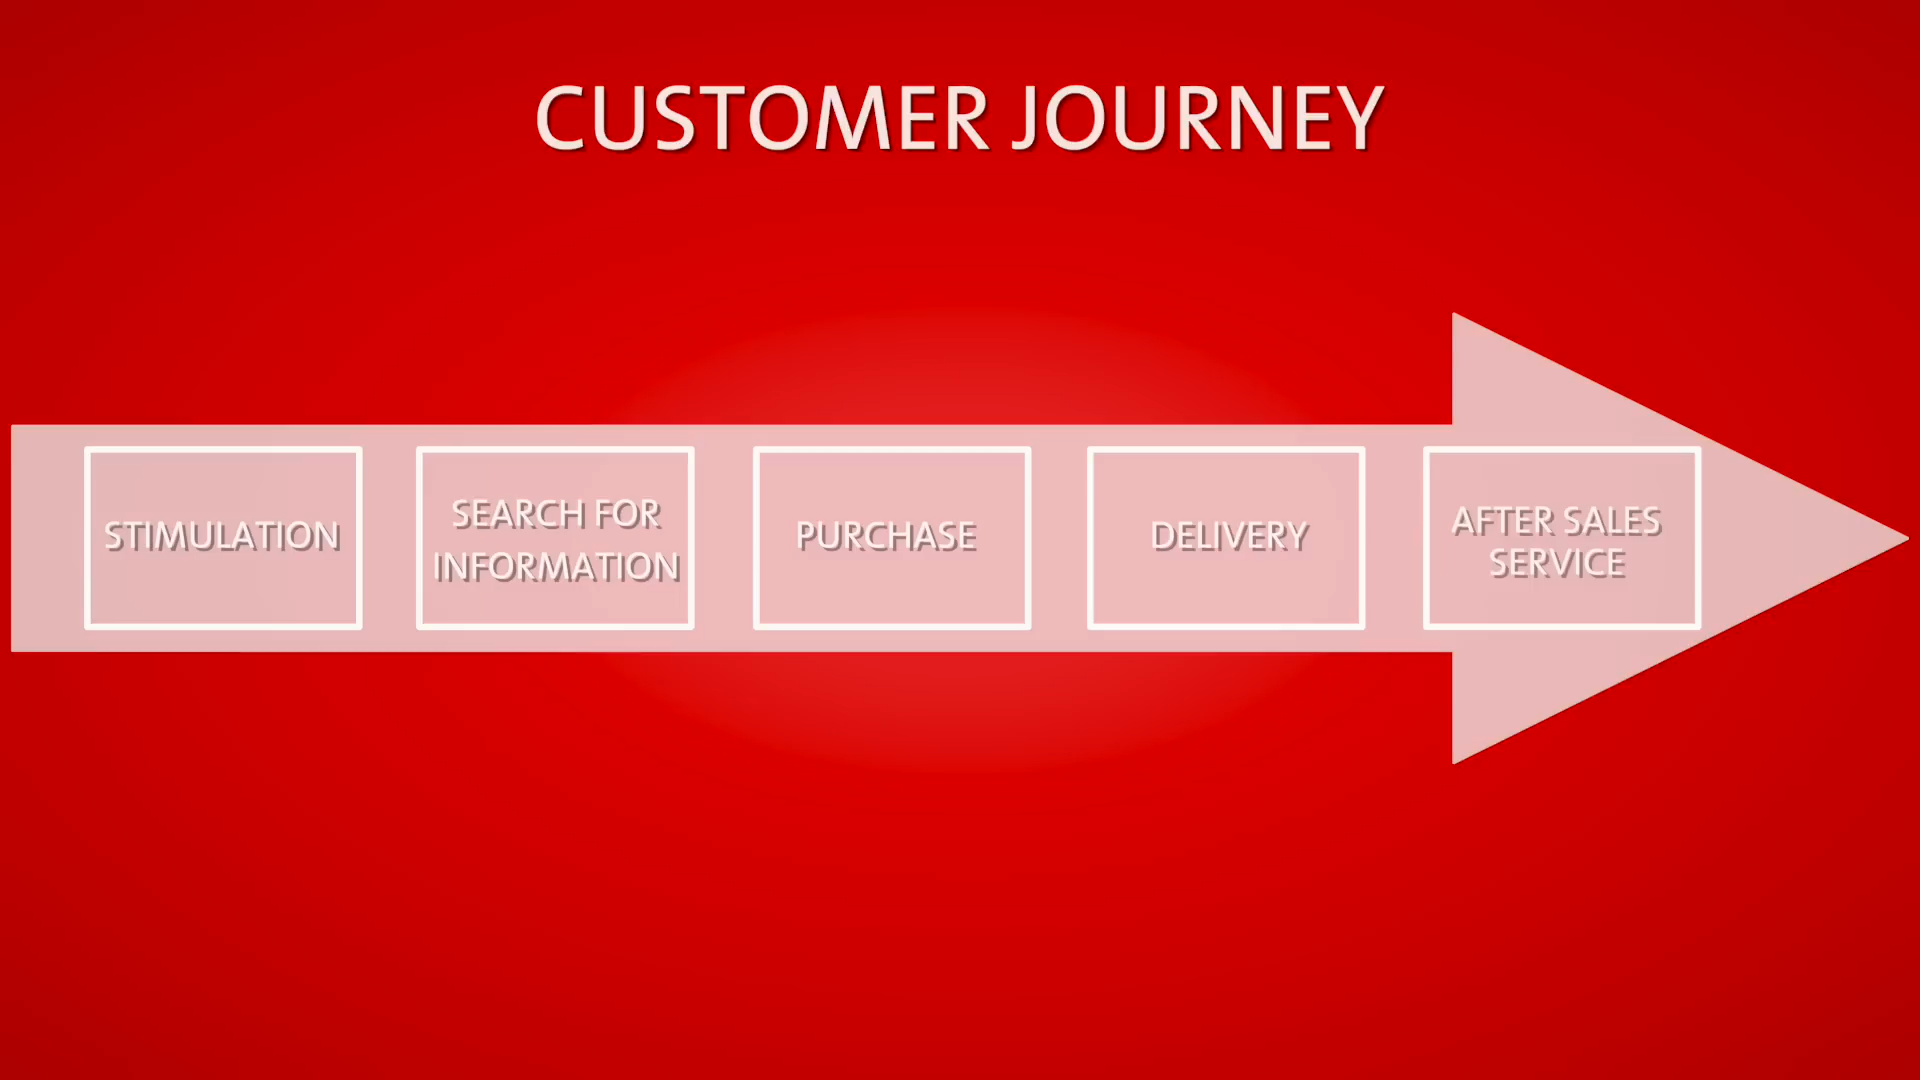 CUSTOMER JOURNEY
STIMULATION
SEARCH FOR
INFORMATION
PURCHASE
DELIVERY
AFTER SALES
SERVICE